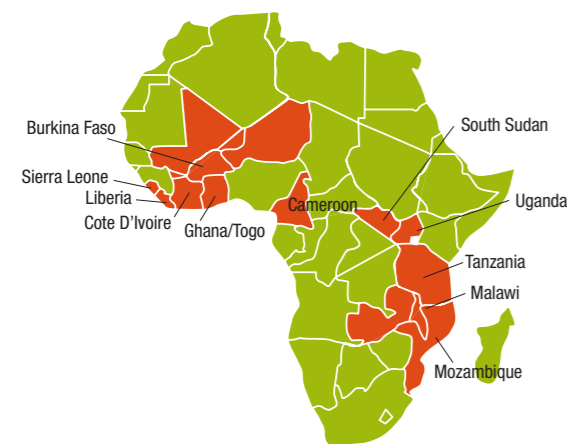 Burkina Faso
Sierra Leone
Liberia
Cote D'Ivoire
Ghana/Togo
Cameroon
South Sudan
Uganda
Tanzania
Malawi
Mozambique